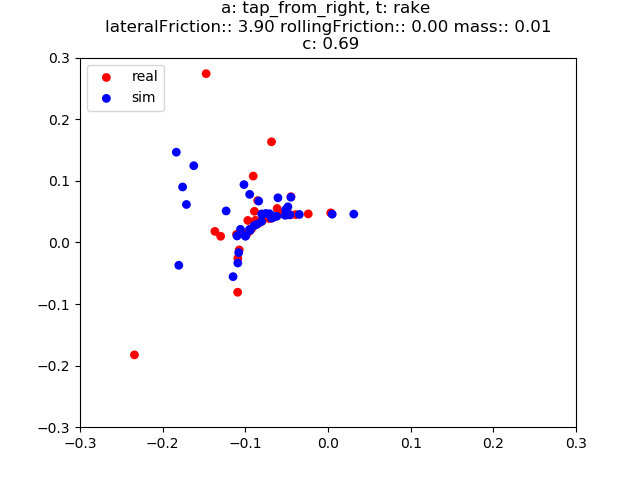 a: tap_from_right, t: rake
lateralFriction:: 3.90 rollingFriction:: 0.00 mass:: 0.01
c: 0.69
real
sim
0.3
0.2
0.1
0.0
−0.1
−0.2
−0.3
−0.3
−0.2
−0.1
0.0
0.1
0.2
0.3